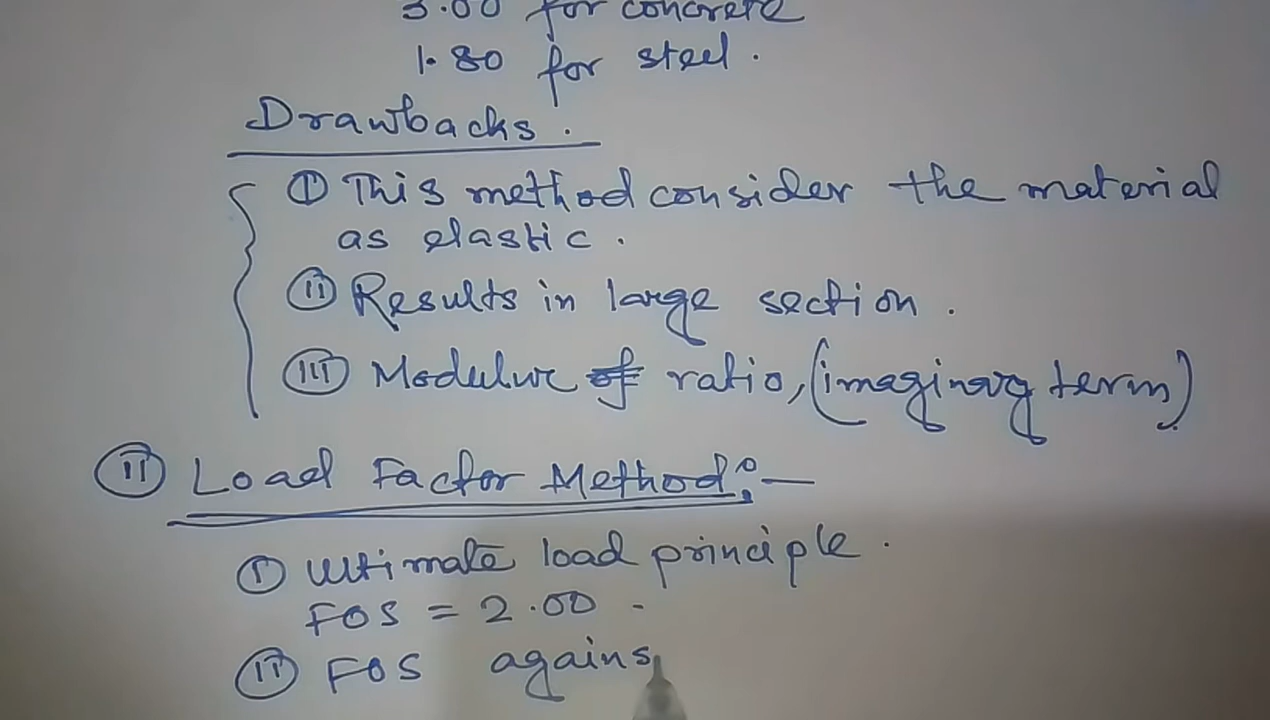 3.00 for concrete
1.80 for steel.
Drawbacks.
(I) This method consider the material
as elastic.
(II) Results in large section.
(III) Modular ratio, (imaginary term)
(II) Load Factor Method:-
(I) Ultimate load principle.
FOS = 2.00.
(II) FOS agains